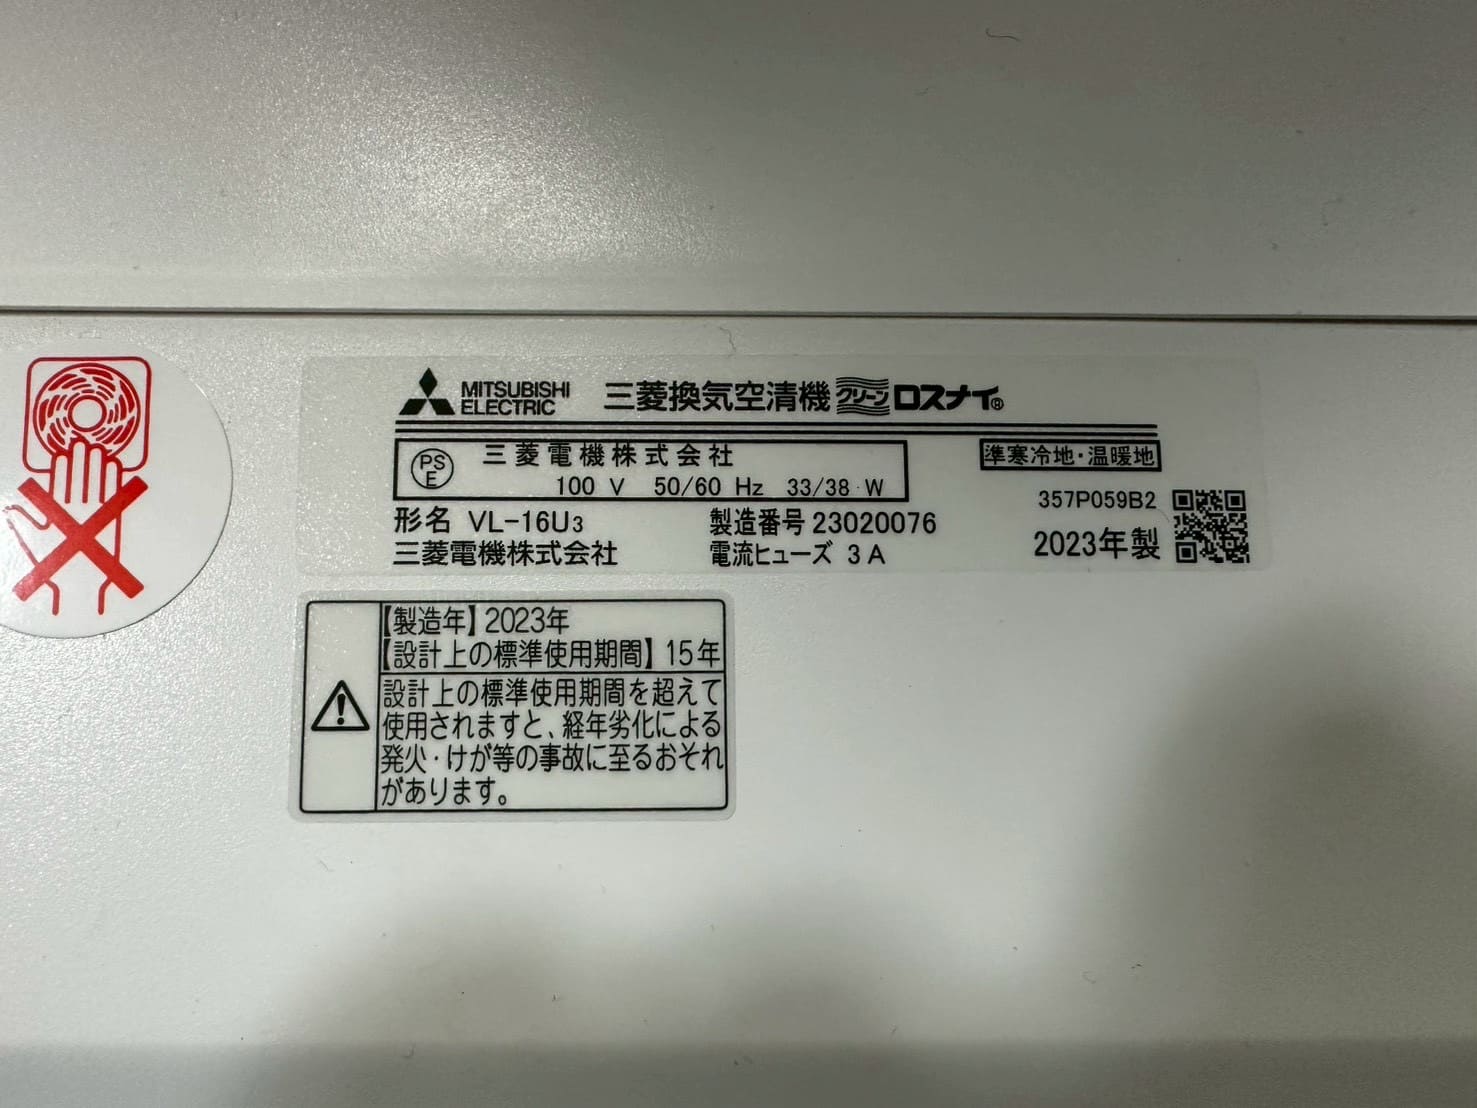 MITSUBISHI
ELECTRIC
三菱換気空清機 クリーン ロスナイ®
PS
E
三菱電機株式会社
100 V 50/60 Hz 33/38 W
準寒冷地・温暖地
形名 VL-16U3
製造番号 23020076
357P059B2
三菱電機株式会社
電流ヒューズ 3A
2023年製
【製造年】2023年
【設計上の標準使用期間】15年
設計上の標準使用期間を超えて
使用されますと、経年劣化による
発火・けが等の事故に至るおそれ
があります。